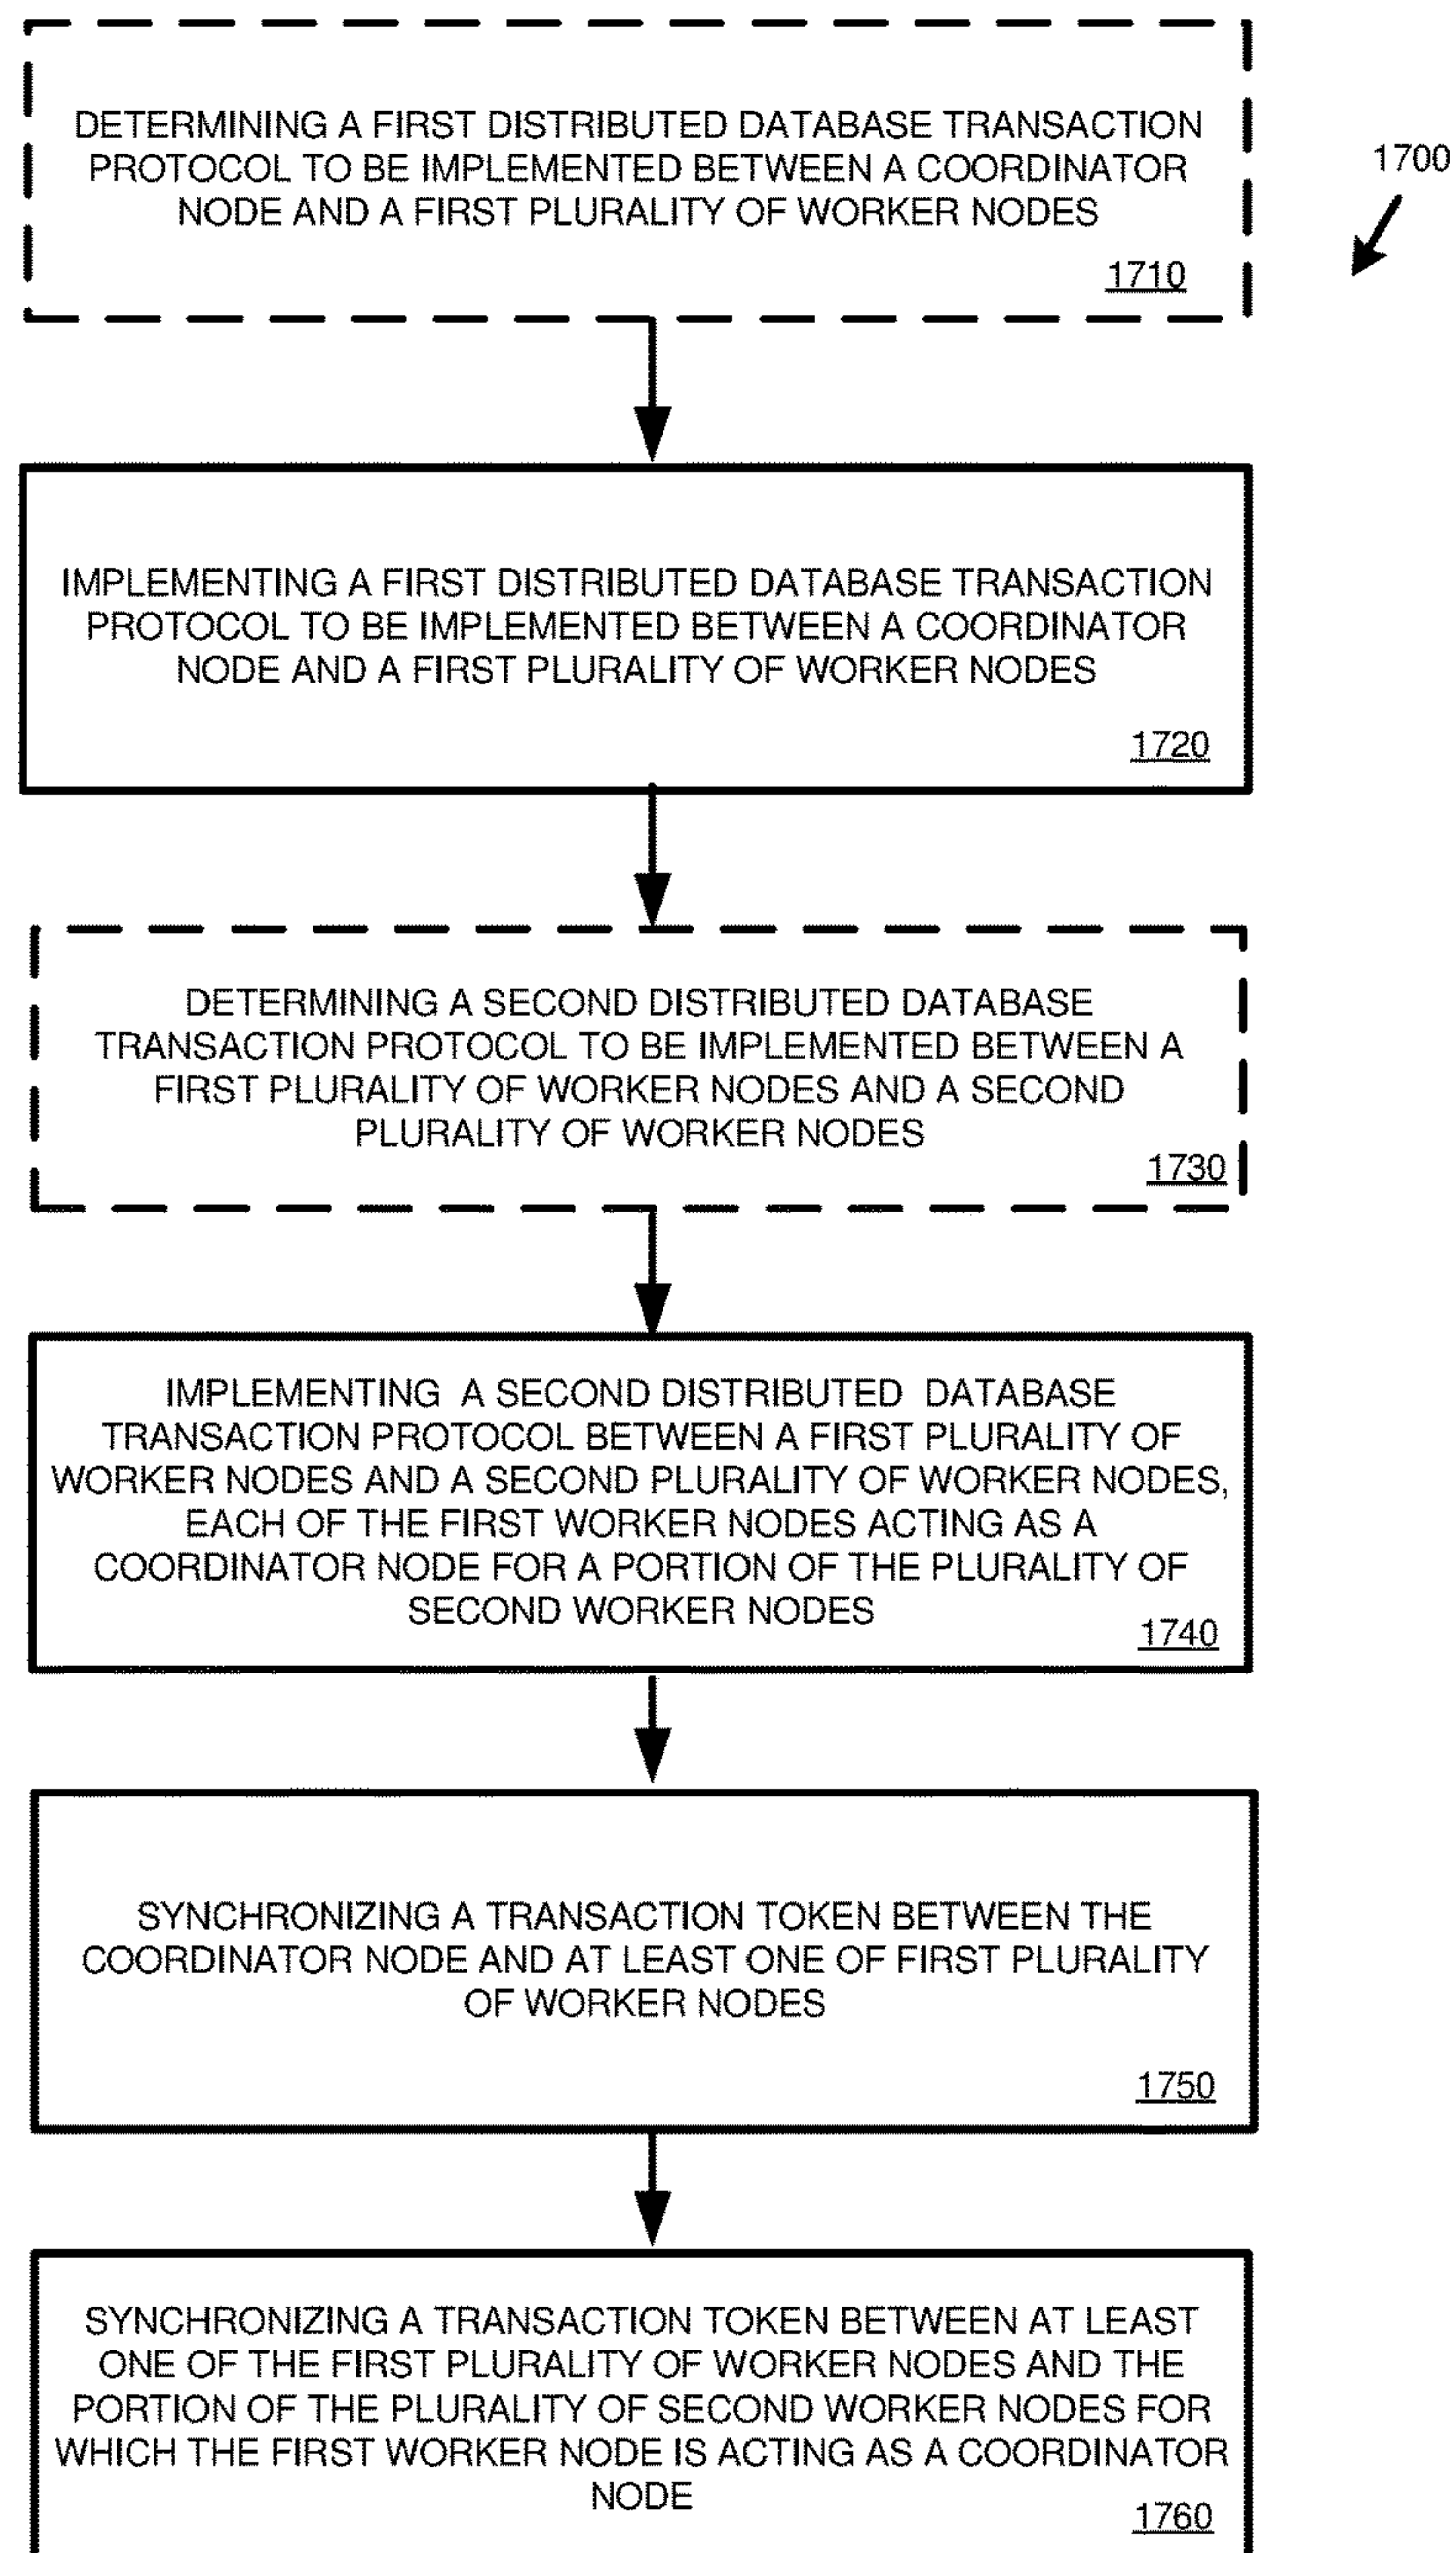 DETERMINING A FIRST DISTRIBUTED DATABASE TRANSACTION
PROTOCOL TO BE IMPLEMENTED BETWEEN A COORDINATOR
NODE AND A FIRST PLURALITY OF WORKER NODES
1710
1700
IMPLEMENTING A FIRST DISTRIBUTED DATABASE TRANSACTION
PROTOCOL TO BE IMPLEMENTED BETWEEN A COORDINATOR
NODE AND A FIRST PLURALITY OF WORKER NODES
1720
DETERMINING A SECOND DISTRIBUTED DATABASE
TRANSACTION PROTOCOL TO BE IMPLEMENTED BETWEEN A
FIRST PLURALITY OF WORKER NODES AND A SECOND
PLURALITY OF WORKER NODES
1730
IMPLEMENTING A SECOND DISTRIBUTED DATABASE
TRANSACTION PROTOCOL BETWEEN A FIRST PLURALITY OF
WORKER NODES AND A SECOND PLURALITY OF WORKER NODES,
EACH OF THE FIRST WORKER NODES ACTING AS A
COORDINATOR NODE FOR A PORTION OF THE PLURALITY OF
SECOND WORKER NODES
1740
SYNCHRONIZING A TRANSACTION TOKEN BETWEEN THE
COORDINATOR NODE AND AT LEAST ONE OF FIRST PLURALITY
OF WORKER NODES
1750
SYNCHRONIZING A TRANSACTION TOKEN BETWEEN AT LEAST
ONE OF THE FIRST PLURALITY OF WORKER NODES AND THE
PORTION OF THE PLURALITY OF SECOND WORKER NODES FOR
WHICH THE FIRST WORKER NODE IS ACTING AS A COORDINATOR
NODE
1760